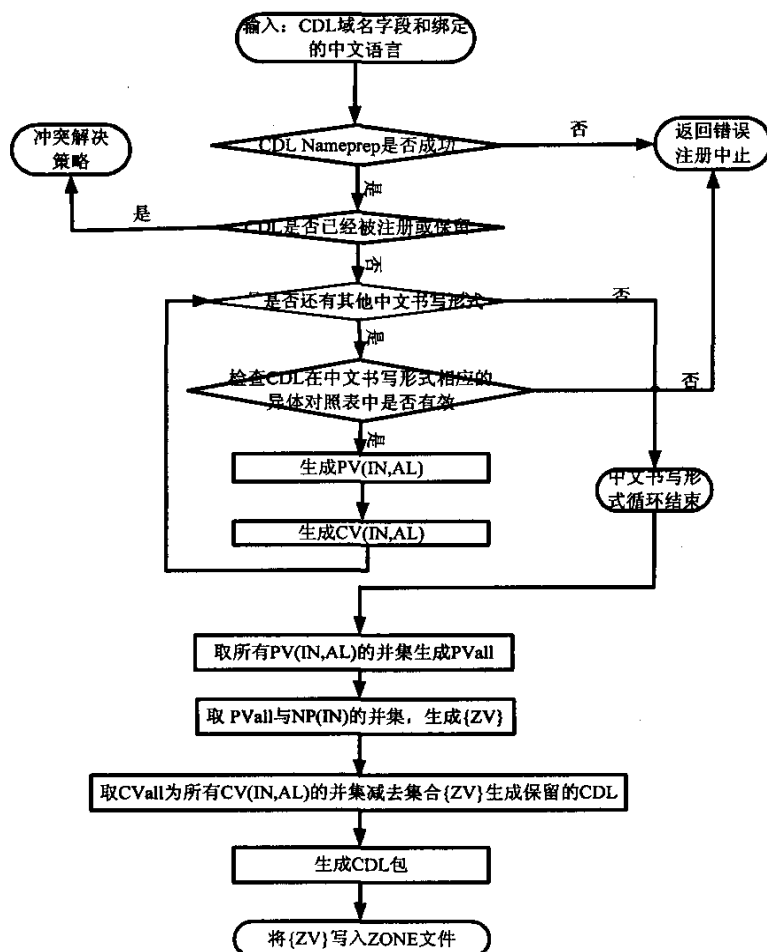 输入：CDL域名字段和绑定
的中文语言
冲突解决
策略
CDL Nameprep是否成功
否
返回错误
注册中止
是
是
CDL是否已经被注册或保留
否
是否还有其他中文书写形式
否
是
检查CDL在中文书写形式相应的
异体对照表中是否有效
否
是
生成PV(IN,AL)
中文书写形
式循环结束
生成CV(IN,AL)
取所有PV(IN,AL)的并集生成PVall
取 PVall与NP(IN)的并集，生成{ZV}
取CVall为所有CV(IN,AL)的并集减去集合{ZV}生成保留的CDL
生成CDL包
将{ZV}写入ZONE文件